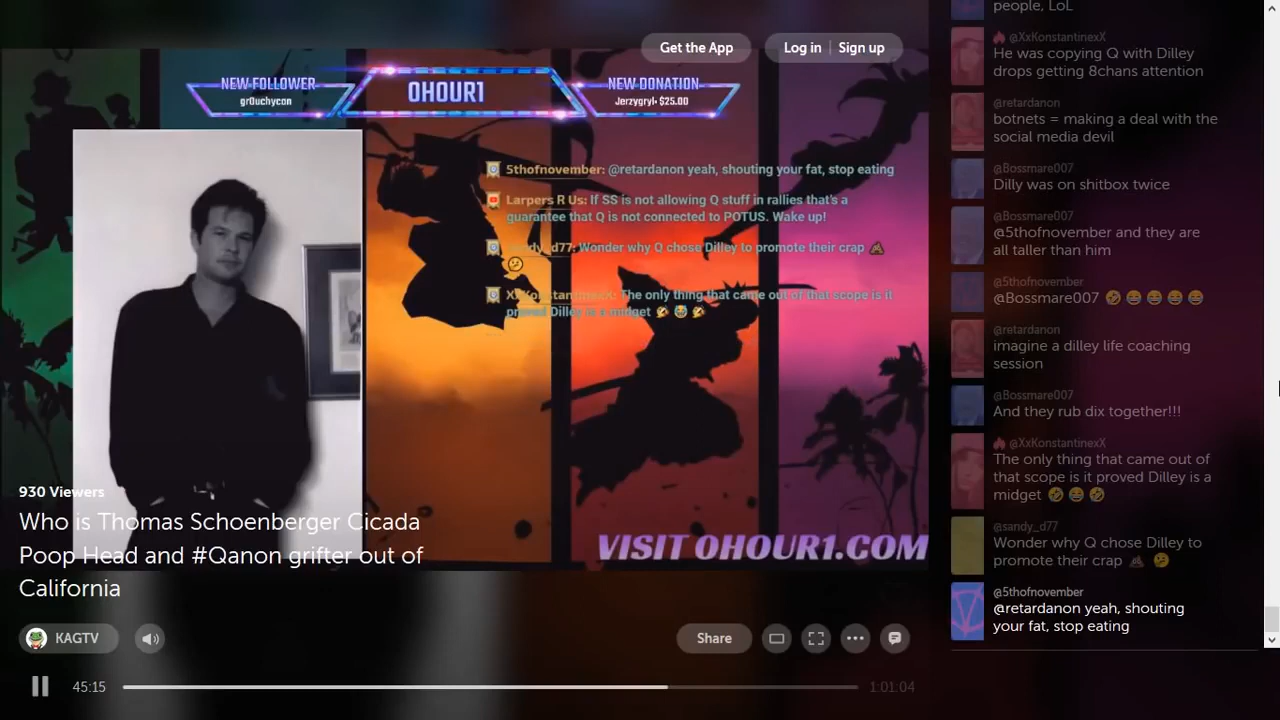 Get the App
Log in
Sign up
NEW FOLLOWER
gr0uchycon
OHOUR1
NEW DONATION
Jerzygryl• $25.00
5thofnovember: @retardanon yeah, shouting your fat, stop eating
Larpers R Us: If SS is not allowing Q stuff in rallies that's a
guarantee that Q is not connected to POTUS. Wake up!
sandy_d77: Wonder why Q chose Dilley to promote their crap 💩
🤔
XxKonstantinexX: The only thing that came out of that scope is it
proved Dilley is a midget 🤣 😂 🤣
VISIT OHOUR1.COM
930 Viewers
Who is Thomas Schoenberger Cicada
Poop Head and #Qanon grifter out of
California
KAGTV
Share
45:15
1:01:04
people, LoL
@XxKonstantinexX
He was copying Q with Dilley
drops getting 8chans attention
@retardanon
botnets = making a deal with the
social media devil
@Bossmare007
Dilly was on shitbox twice
@Bossmare007
@5thofnovember and they are
all taller than him
@5thofnovember
@Bossmare007 🤣 😂 😂 😂 😂
@retardanon
imagine a dilley life coaching
session
@Bossmare007
And they rub dix together!!!
@XxKonstantinexX
The only thing that came out of
that scope is it proved Dilley is a
midget 🤣 😂 🤣
@sandy_d77
Wonder why Q chose Dilley to
promote their crap 💩 🤔
@5thofnovember
@retardanon yeah, shouting
your fat, stop eating